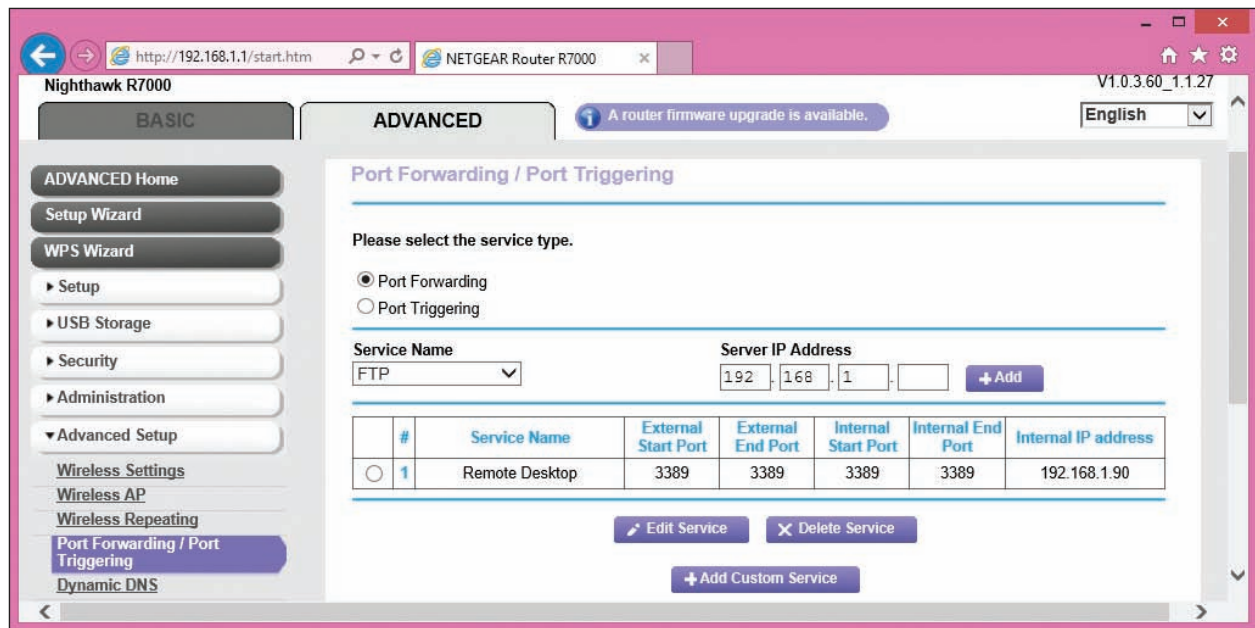 http://192.168.1.1/start.htm
NETGEAR Router R7000
Nighthawk R7000
V1.0.3.60_1.1.27
BASIC
ADVANCED
A router firmware upgrade is available.
English
ADVANCED Home
Setup Wizard
WPS Wizard
Setup
USB Storage
Security
Administration
Advanced Setup
Wireless Settings
Wireless AP
Wireless Repeating
Port Forwarding / Port
Triggering
Dynamic DNS
Port Forwarding / Port Triggering
Please select the service type.
Port Forwarding
Port Triggering
Service Name
Server IP Address
FTP
192 . 168 . 1 .
+ Add
# Service Name External Start Port External End Port Internal Start Port Internal End Port Internal IP address
1 Remote Desktop 3389 3389 3389 3389 192.168.1.90
Edit Service
X Delete Service
+ Add Custom Service